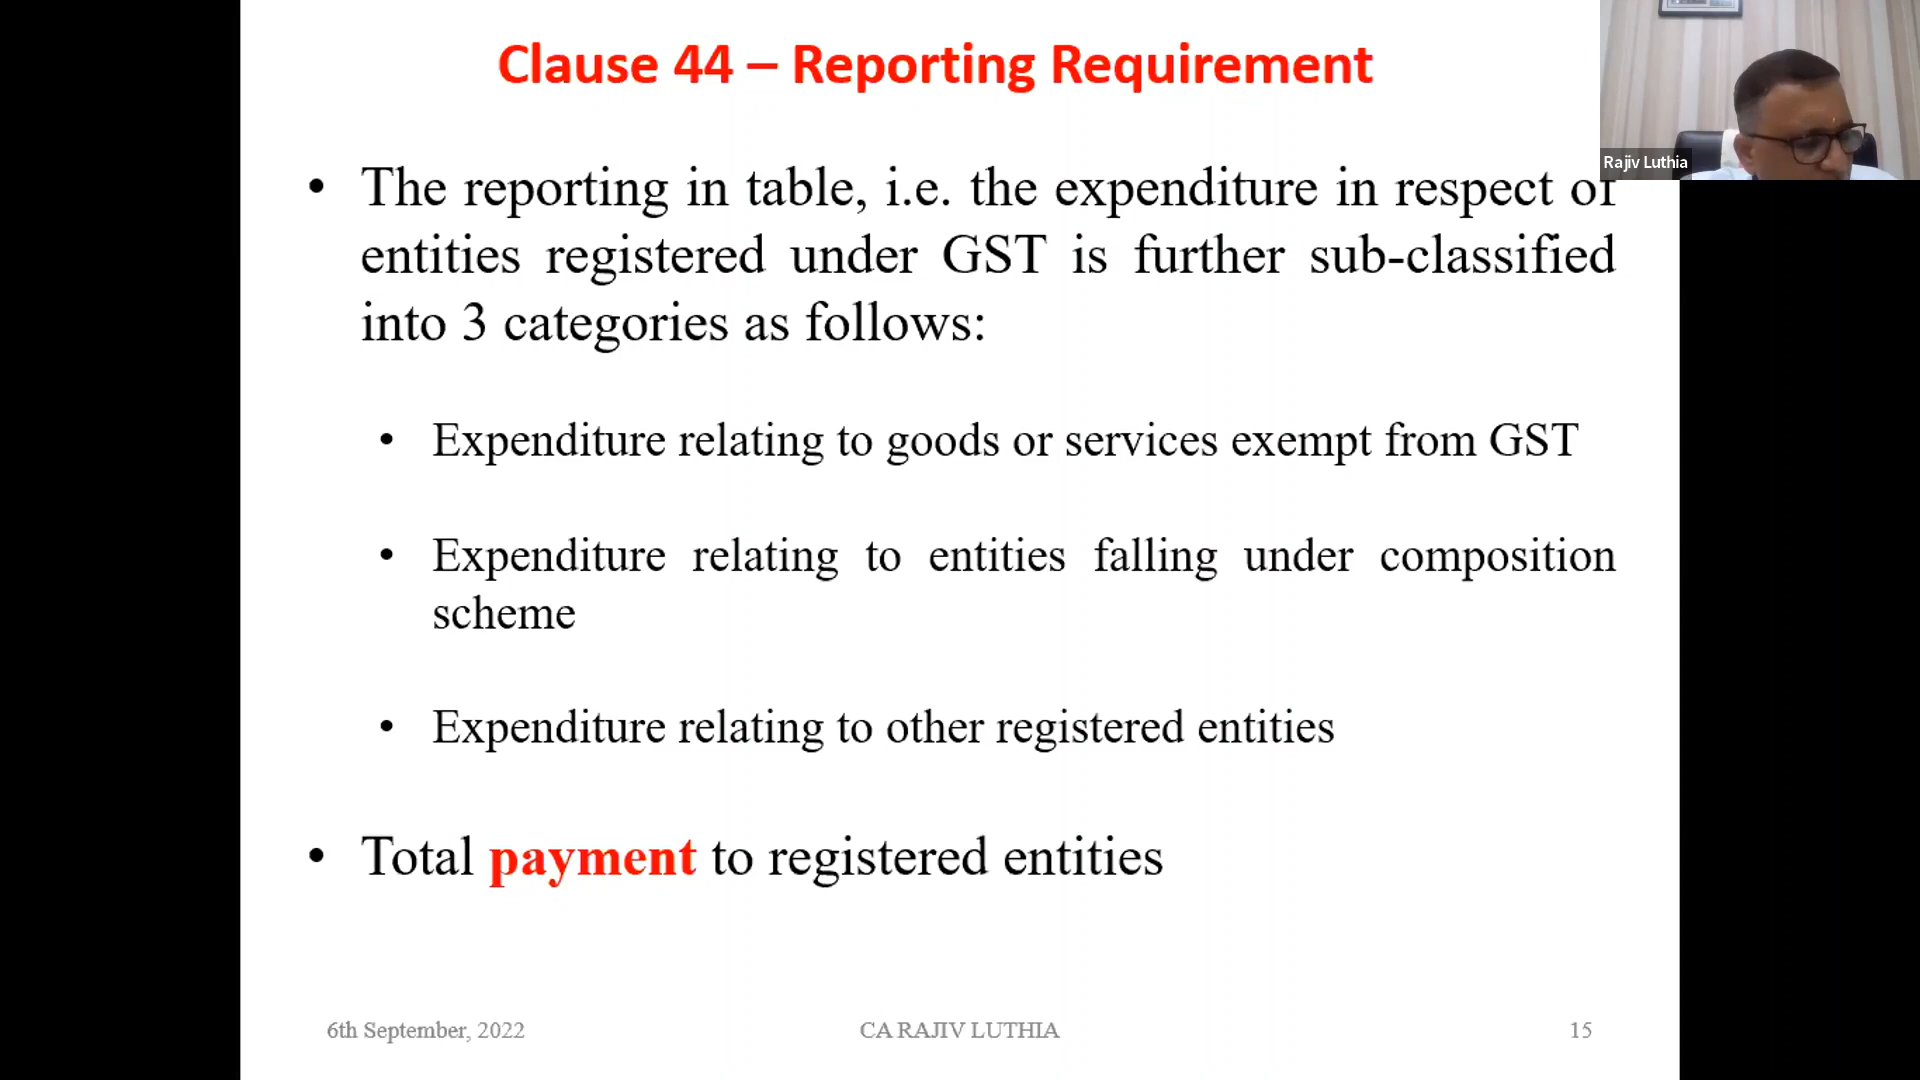 Clause 44 – Reporting Requirement
Rajiv Luthia
• The reporting in table, i.e. the expenditure in respect of
entities registered under GST is further sub-classified
into 3 categories as follows:
• Expenditure relating to goods or services exempt from GST
• Expenditure relating to entities falling under composition
scheme
• Expenditure relating to other registered entities
• Total payment to registered entities
6th September, 2022
CA RAJIV LUTHIA
15